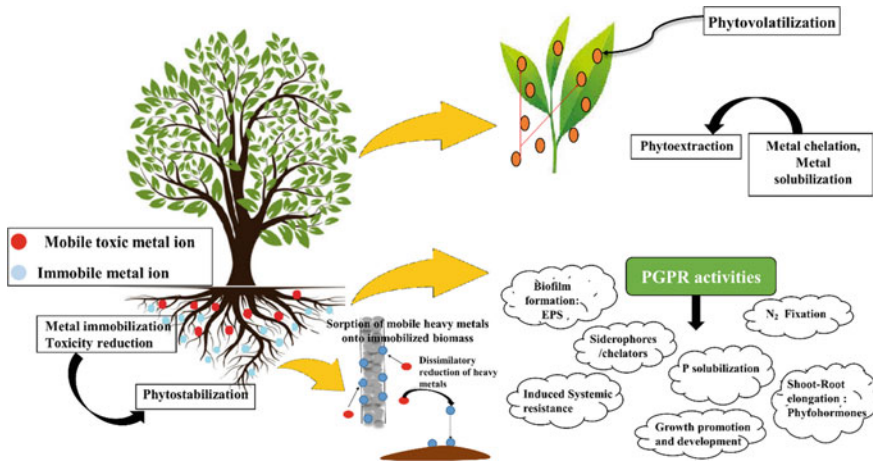 Phytovolatilization
Phytoextraction
Metal chelation,
Metal
solubilization
Mobile toxic metal ion
Immobile metal ion
Metal immobilization
Toxicity reduction
Phytostabilization
Sorption of mobile heavy metals
onto immobilized biomass
Dissimilatory
reduction of heavy
metals
PGPR activities
Biofilm
formation:
EPS
Siderophores
/chelators
N₂ Fixation
P solubilization
Induced Systemic
resistance
Shoot-Root
elongation :
Phyfohormones
Growth promotion
and development